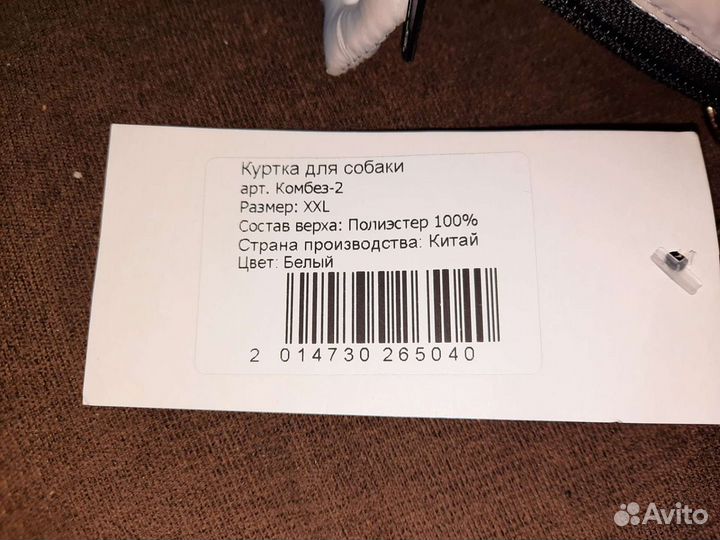 Куртка для собаки
арт. Комбез-2
Размер: XXL
Состав верха: Полиэстер 100%
Страна производства: Китай
Цвет: Белый
2 014730 265040
Avito